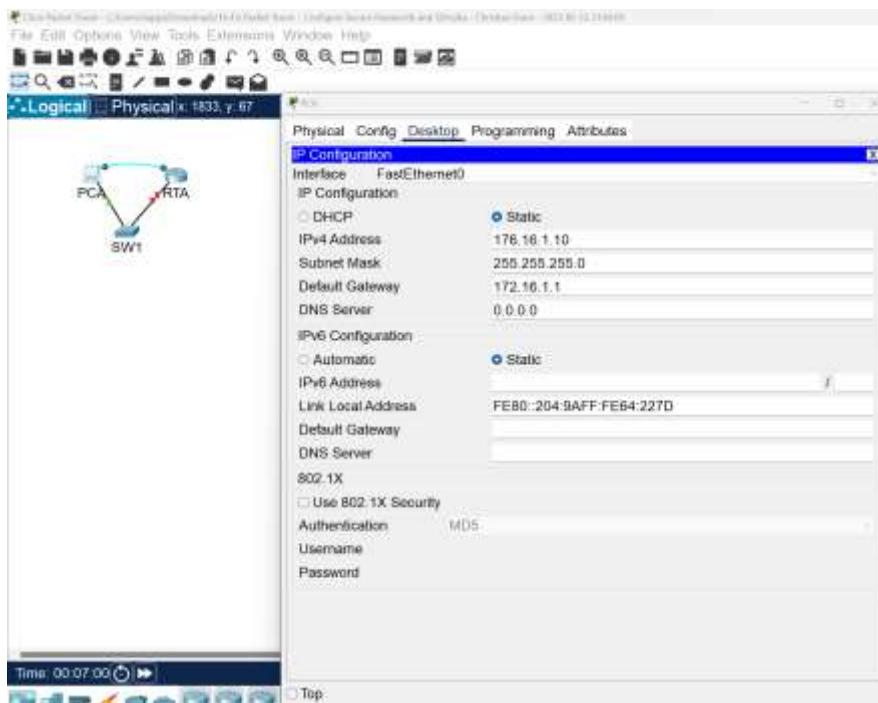 File Edit Options View Tools Extensions Window Help
Logical Physical x: 1833, y: 67
PCA
RTA
SW1
Time: 00:07:00
Physical Config Desktop Programming Attributes
IP Configuration X
Interface FastEthernet0
IP Configuration
DHCP Static
IPv4 Address 176.16.1.10
Subnet Mask 255.255.255.0
Default Gateway 172.16.1.1
DNS Server 0.0.0.0
IPv6 Configuration
Automatic Static
IPv6 Address /
Link Local Address FE80::204:9AFF:FE64:227D
Default Gateway
DNS Server
802.1X
Use 802.1X Security
Authentication MD5
Username
Password
Top